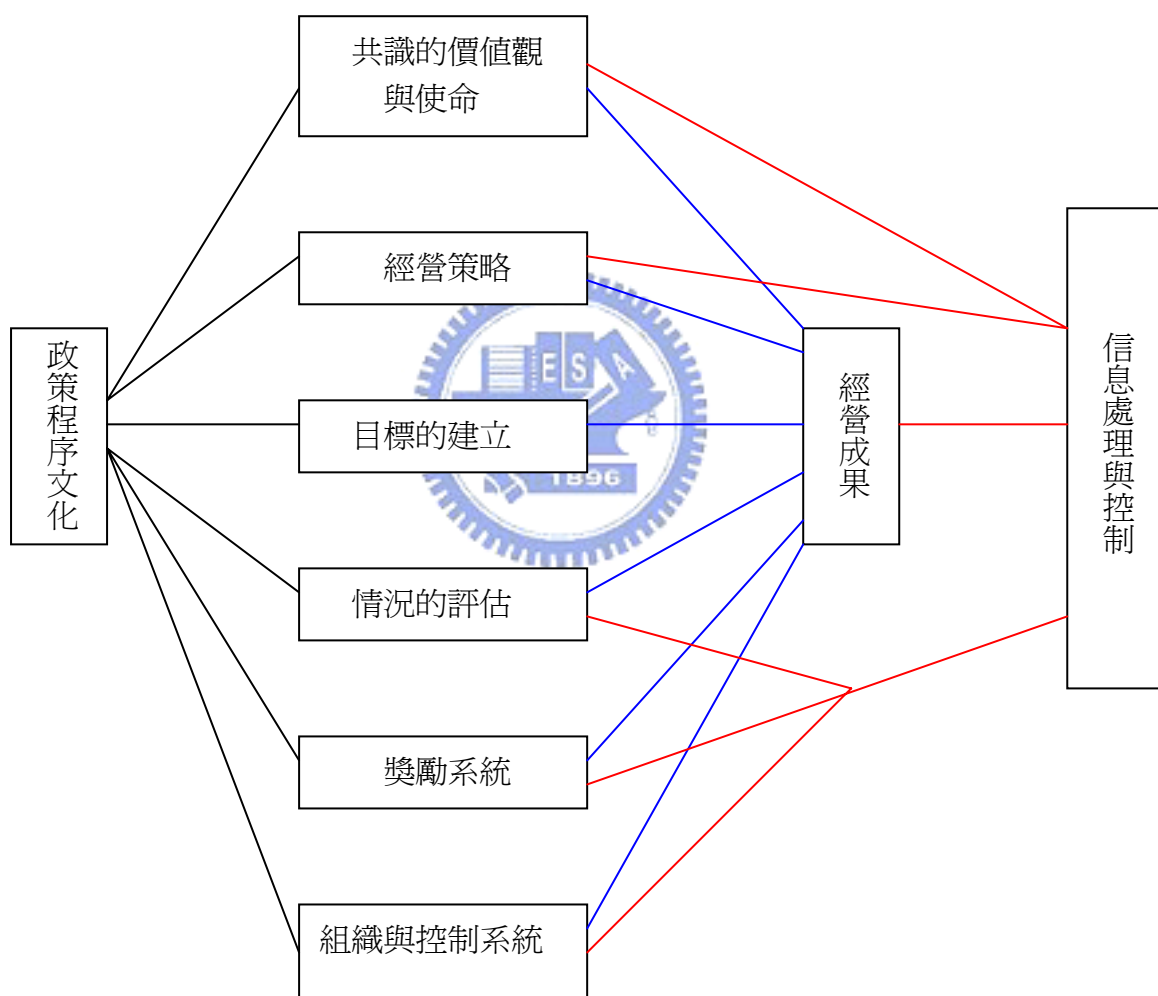 共識的價值觀
與使命
經營策略
政策程序文化
目標的建立
情況的評估
獎勵系統
組織與控制系統
經營成果
信息處理與控制
ESA
1896